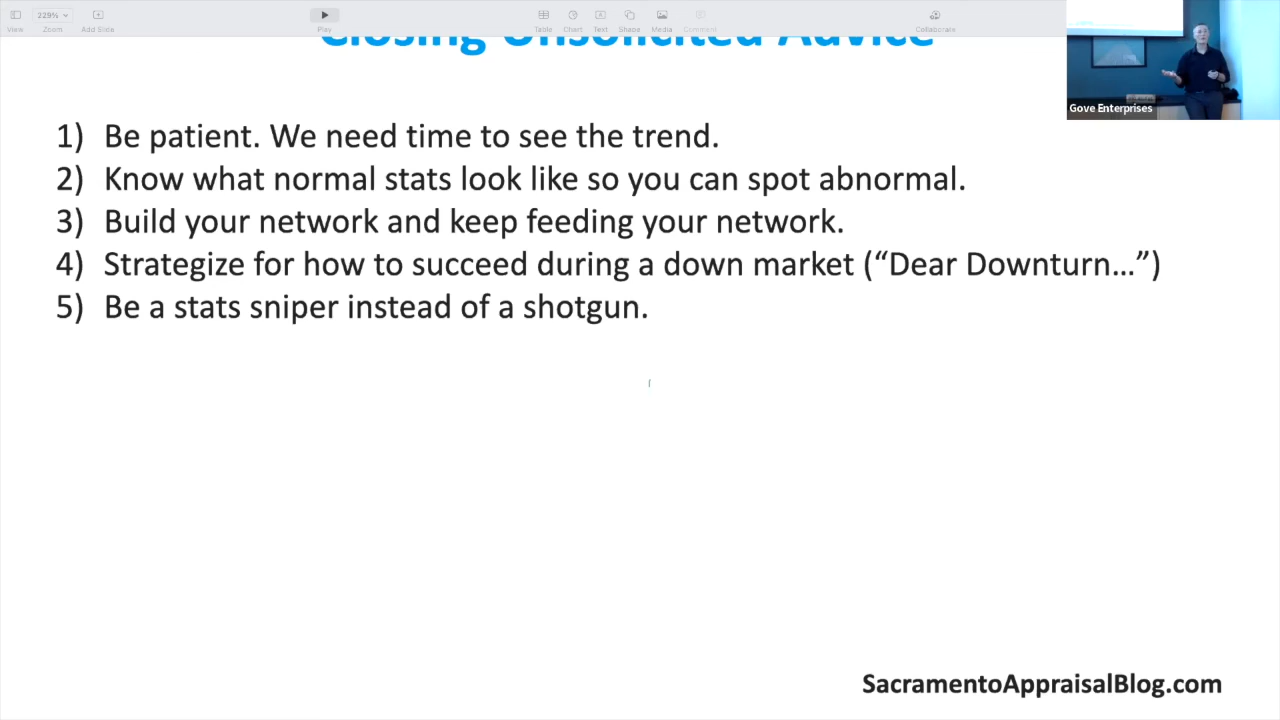 View
229%
Zoom
Add Slide
Play
Table
Chart
Text
Shape
Media
Comment
Collaborate
Closing Unsolicited Advice
Gove Enterprises
1) Be patient. We need time to see the trend.
2) Know what normal stats look like so you can spot abnormal.
3) Build your network and keep feeding your network.
4) Strategize for how to succeed during a down market (“Dear Downturn...”)
5) Be a stats sniper instead of a shotgun.
SacramentoAppraisalBlog.com